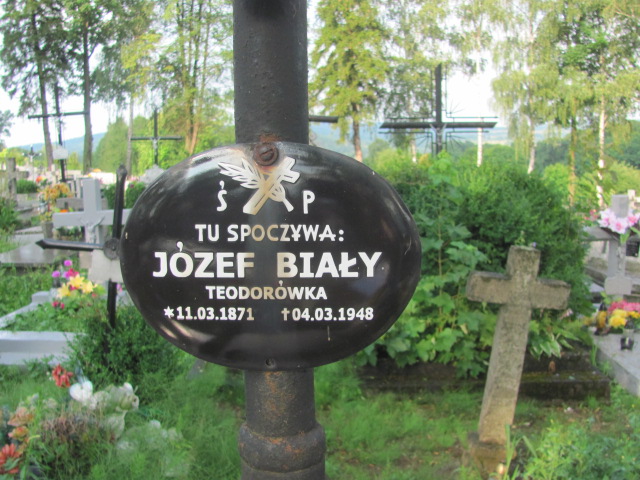 Ś P
TU SPOCZYWA:
JÓZEF BIAŁY
TEODORÓWKA
*11.03.1871 †04.03.1948